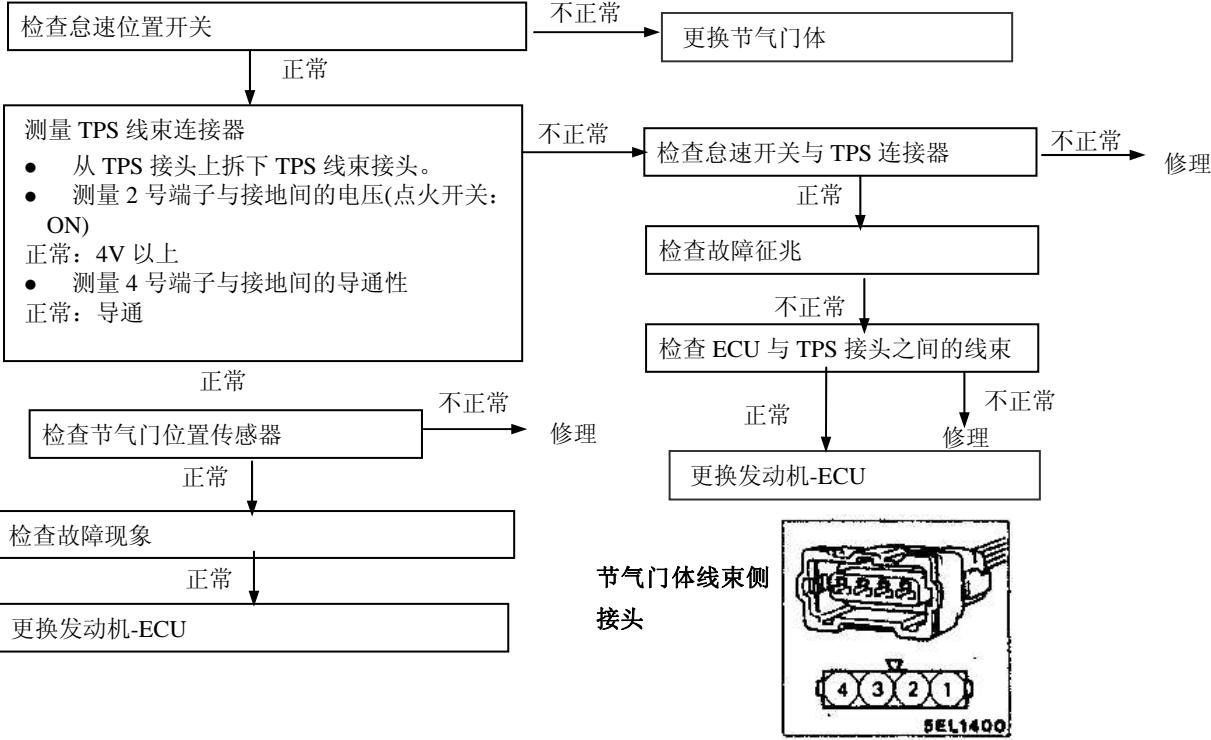 检查怠速位置开关
不正常
更换节气门体
正常
测量 TPS 线束连接器
● 从 TPS 接头上拆下 TPS 线束接头。
● 测量 2 号端子与接地间的电压(点火开关：
ON)
正常：4V 以上
● 测量 4 号端子与接地间的导通性
正常：导通
不正常
检查怠速开关与 TPS 连接器
不正常
修理
正常
检查故障征兆
不正常
检查 ECU 与 TPS 接头之间的线束
正常
不正常
修理
更换发动机-ECU
正常
检查节气门位置传感器
不正常
修理
正常
检查故障现象
正常
更换发动机-ECU
节气门体线束侧
接头
4 3 2 1
5EL1400